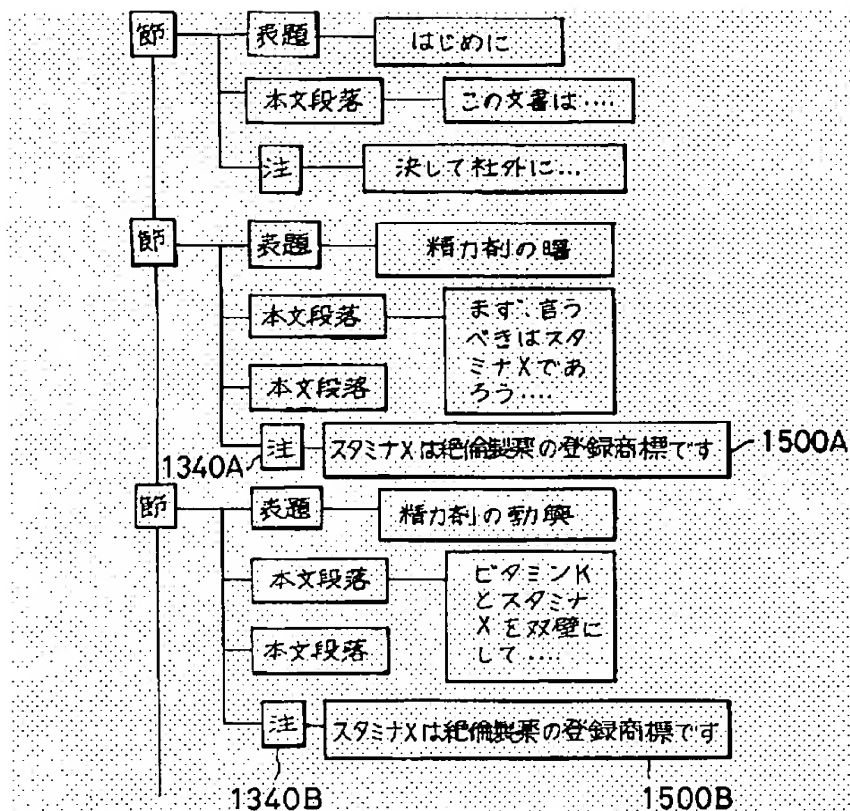 節 表題 はじめに
本文段落 この文書は‥‥
注 決して社外に…
節 表題 精力剤の曙
本文段落 まず、言う
べきはスタ
ミナXであ
ろう‥‥
本文段落
注 スタミナXは絶倫製薬の登録商標です 1500A
1340A
節 表題 精力剤の勃興
本文段落 ビタミンK
とスタミナ
Xを双璧に
して‥‥
本文段落
注 スタミナXは絶倫製薬の登録商標です
1340B 1500B